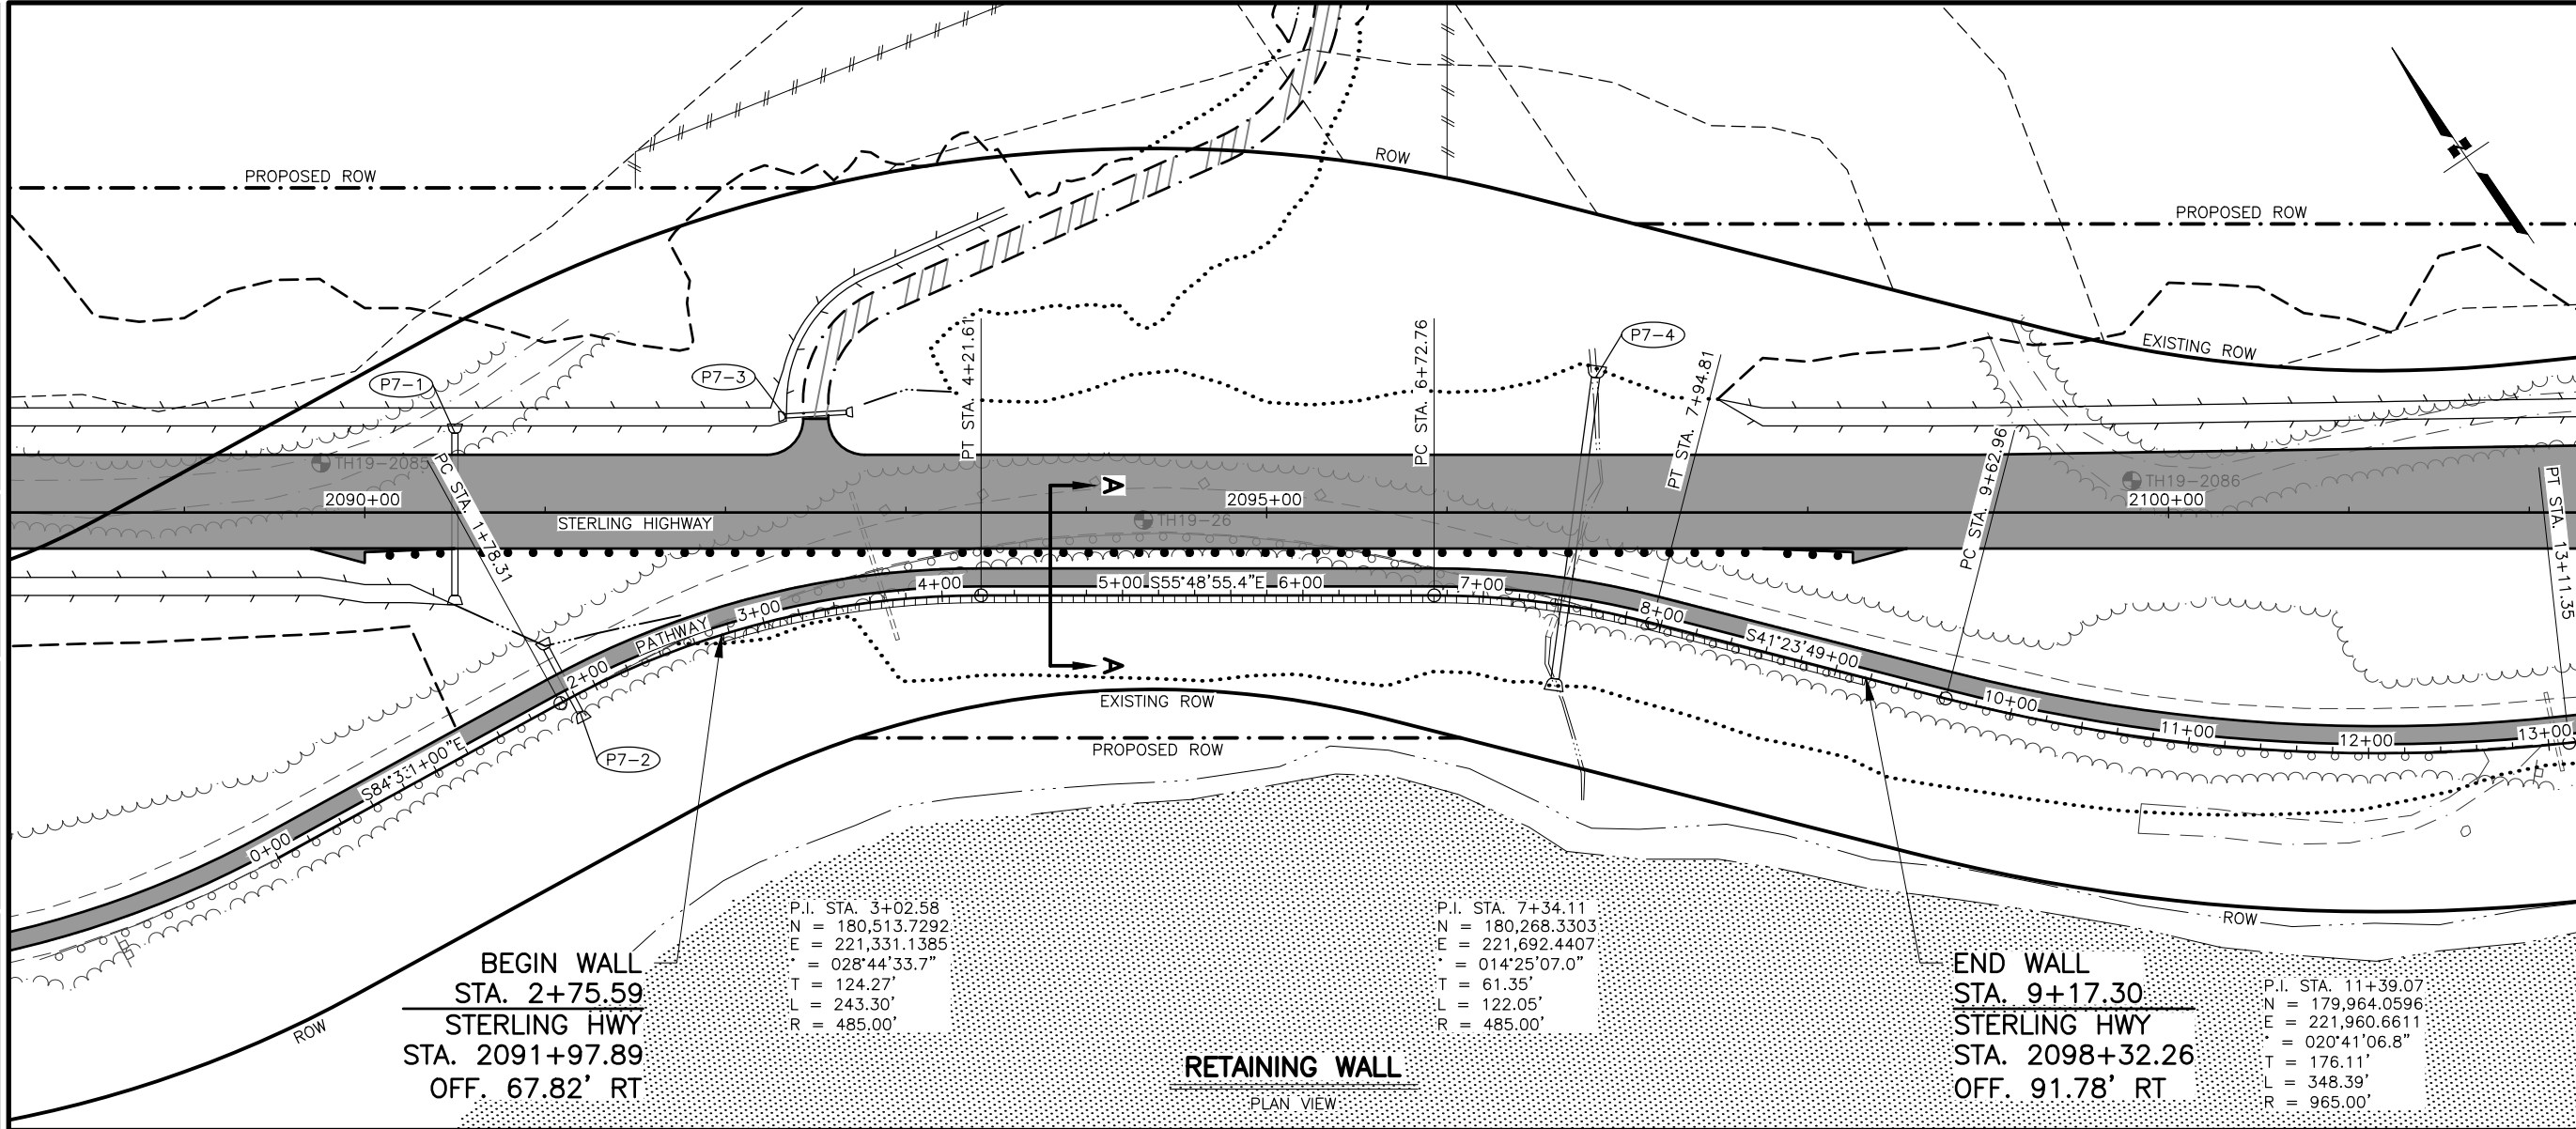 PROPOSED ROW
ROW
PROPOSED ROW
N
EXISTING ROW
P7-1
P7-3
P7-4
PT STA. 4+21.61
PC STA. 6+72.76
PT STA. 7+94.81
PC STA. 9+62.96
PT STA. 13+11.35
PC STA. 1+78.31
TH19-2085
TH19-2086
2090+00
2095+00
2100+00
STERLING HIGHWAY
TH19-26
A
A
0+00
S84°33'
1+00"E
2+00
PATHWAY
3+00
4+00
5+00
S55°48'55.4"E
6+00
7+00
8+00
S41°23'49
9+00
10+00
11+00
12+00
13+00
P7-2
EXISTING ROW
PROPOSED ROW
ROW
ROW
BEGIN WALL
STA. 2+75.59
STERLING HWY
STA. 2091+97.89
OFF. 67.82' RT
P.I. STA. 3+02.58
N = 180,513.7292
E = 221,331.1385
° = 028°44'33.7"
T = 124.27'
L = 243.30'
R = 485.00'
P.I. STA. 7+34.11
N = 180,268.3303
E = 221,692.4407
° = 014°25'07.0"
T = 61.35'
L = 122.05'
R = 485.00'
END WALL
STA. 9+17.30
STERLING HWY
STA. 2098+32.26
OFF. 91.78' RT
P.I. STA. 11+39.07
N = 179,964.0596
E = 221,960.6611
° = 020°41'06.8"
T = 176.11'
L = 348.39'
R = 965.00'
RETAINING WALL
PLAN VIEW